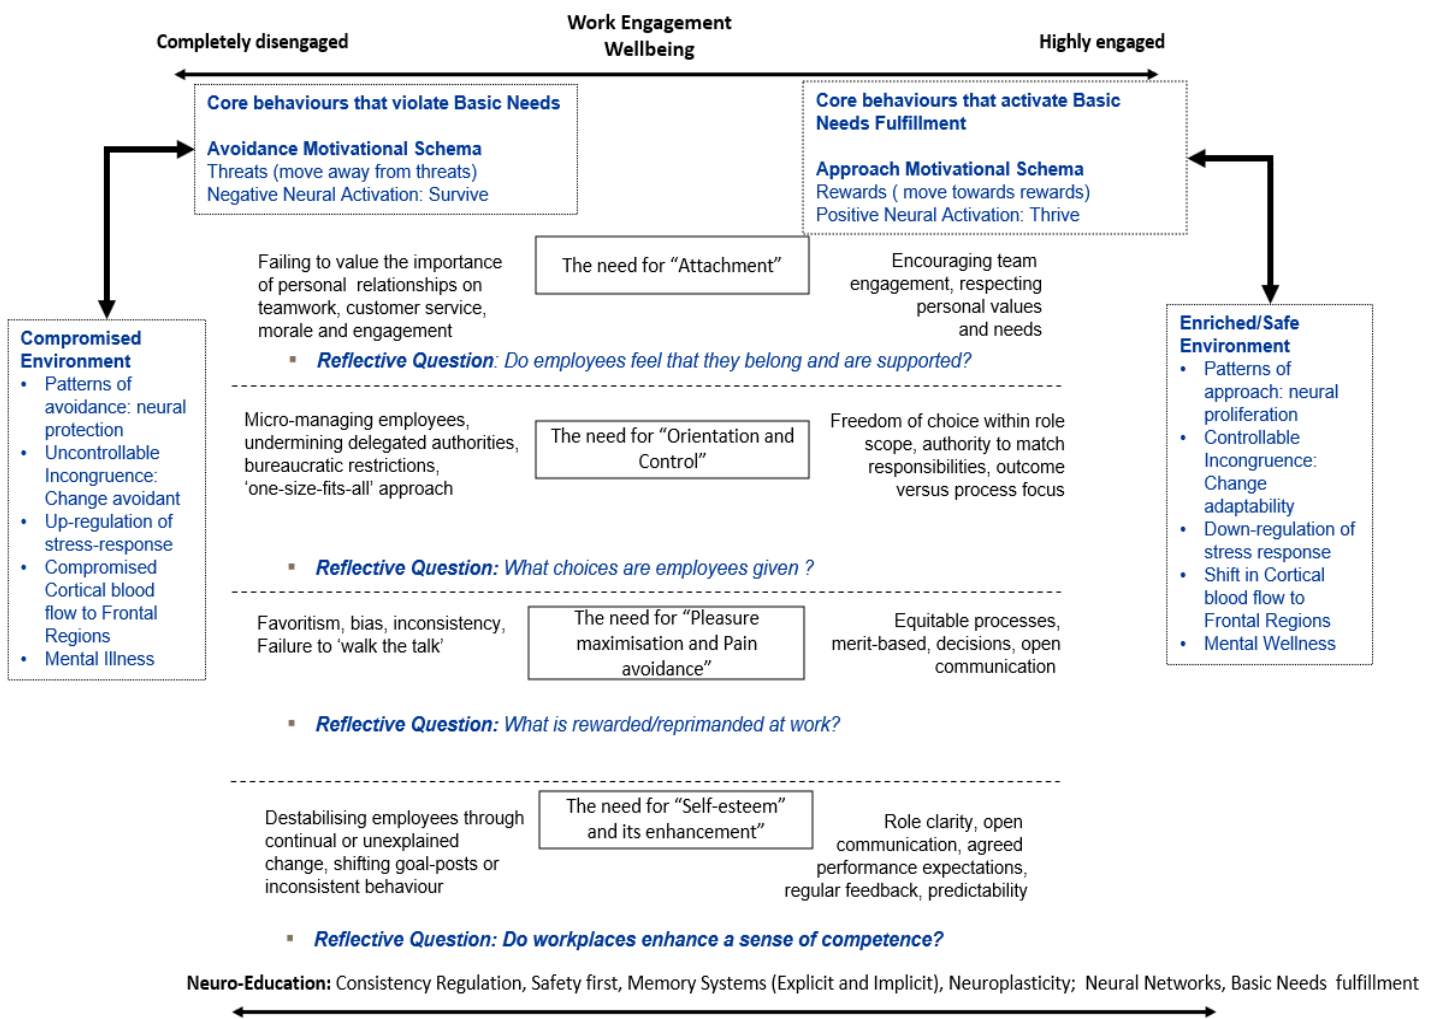 Work Engagement
Wellbeing
Completely disengaged
Highly engaged
Core behaviours that violate Basic Needs
Avoidance Motivational Schema
Threats (move away from threats)
Negative Neural Activation: Survive
Core behaviours that activate Basic
Needs Fulfillment
Approach Motivational Schema
Rewards ( move towards rewards)
Positive Neural Activation: Thrive
Compromised
Environment
• Patterns of
avoidance: neural
protection
• Uncontrollable
Incongruence:
Change avoidant
• Up-regulation of
stress-response
• Compromised
Cortical blood
flow to Frontal
Regions
• Mental Illness
Failing to value the importance
of personal relationships on
teamwork, customer service,
morale and engagement
The need for “Attachment”
Encouraging team
engagement, respecting
personal values
and needs
▪ Reflective Question: Do employees feel that they belong and are supported?
Micro-managing employees,
undermining delegated authorities,
bureaucratic restrictions,
‘one-size-fits-all’ approach
The need for “Orientation and
Control”
Freedom of choice within role
scope, authority to match
responsibilities, outcome
versus process focus
▪ Reflective Question: What choices are employees given ?
Favoritism, bias, inconsistency,
Failure to ‘walk the talk’
The need for “Pleasure
maximisation and Pain
avoidance”
Equitable processes,
merit-based, decisions, open
communication
▪ Reflective Question: What is rewarded/reprimanded at work?
Destabilising employees through
continual or unexplained
change, shifting goal-posts or
inconsistent behaviour
The need for “Self-esteem”
and its enhancement”
Role clarity, open
communication, agreed
performance expectations,
regular feedback, predictability
▪ Reflective Question: Do workplaces enhance a sense of competence?
Enriched/Safe
Environment
• Patterns of
approach: neural
proliferation
• Controllable
Incongruence:
Change
adaptability
• Down-regulation of
stress response
• Shift in Cortical
blood flow to
Frontal Regions
• Mental Wellness
Neuro-Education: Consistency Regulation, Safety first, Memory Systems (Explicit and Implicit), Neuroplasticity; Neural Networks, Basic Needs fulfillment